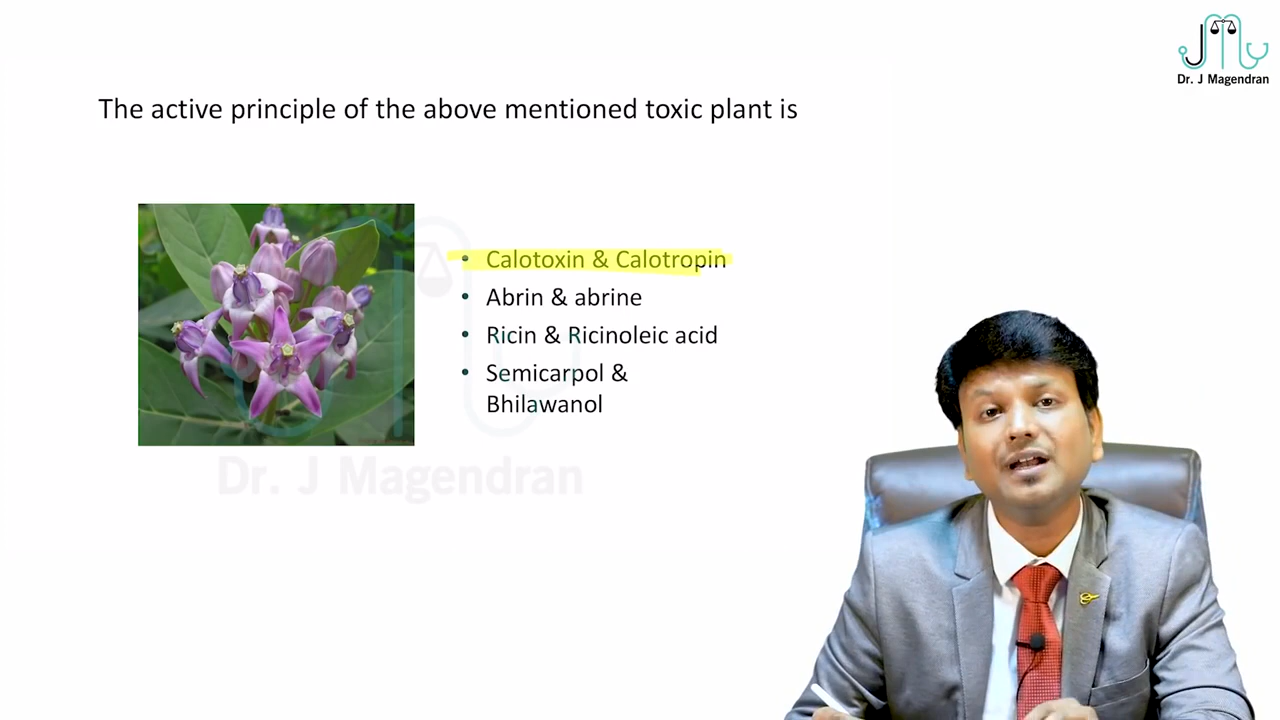 Dr. J Magendran
The active principle of the above mentioned toxic plant is
• Calotoxin & Calotropin
• Abrin & abrine
• Ricin & Ricinoleic acid
• Semicarpol &
Bhilawanol
Dr. J Magendran